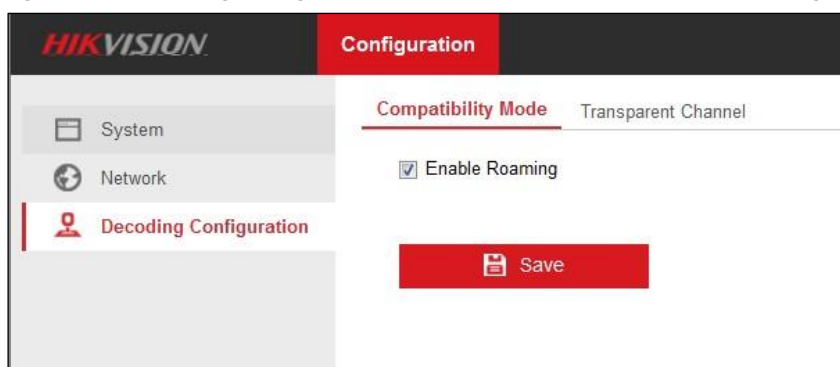 HIKVISION Configuration
Compatibility Mode Transparent Channel
System
Enable Roaming
Network
Decoding Configuration
Save